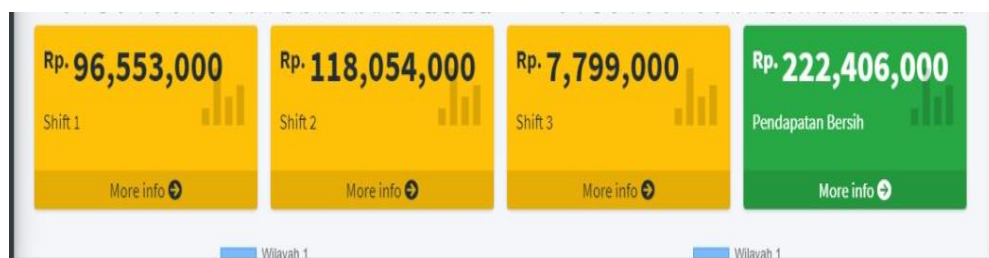 Rp. 96,553,000
Shift 1
More info
Rp. 118,054,000
Shift 2
More info
Rp. 7,799,000
Shift 3
More info
Rp. 222,406,000
Pendapatan Bersih
More info
Wilayah 1
Wilayah 1